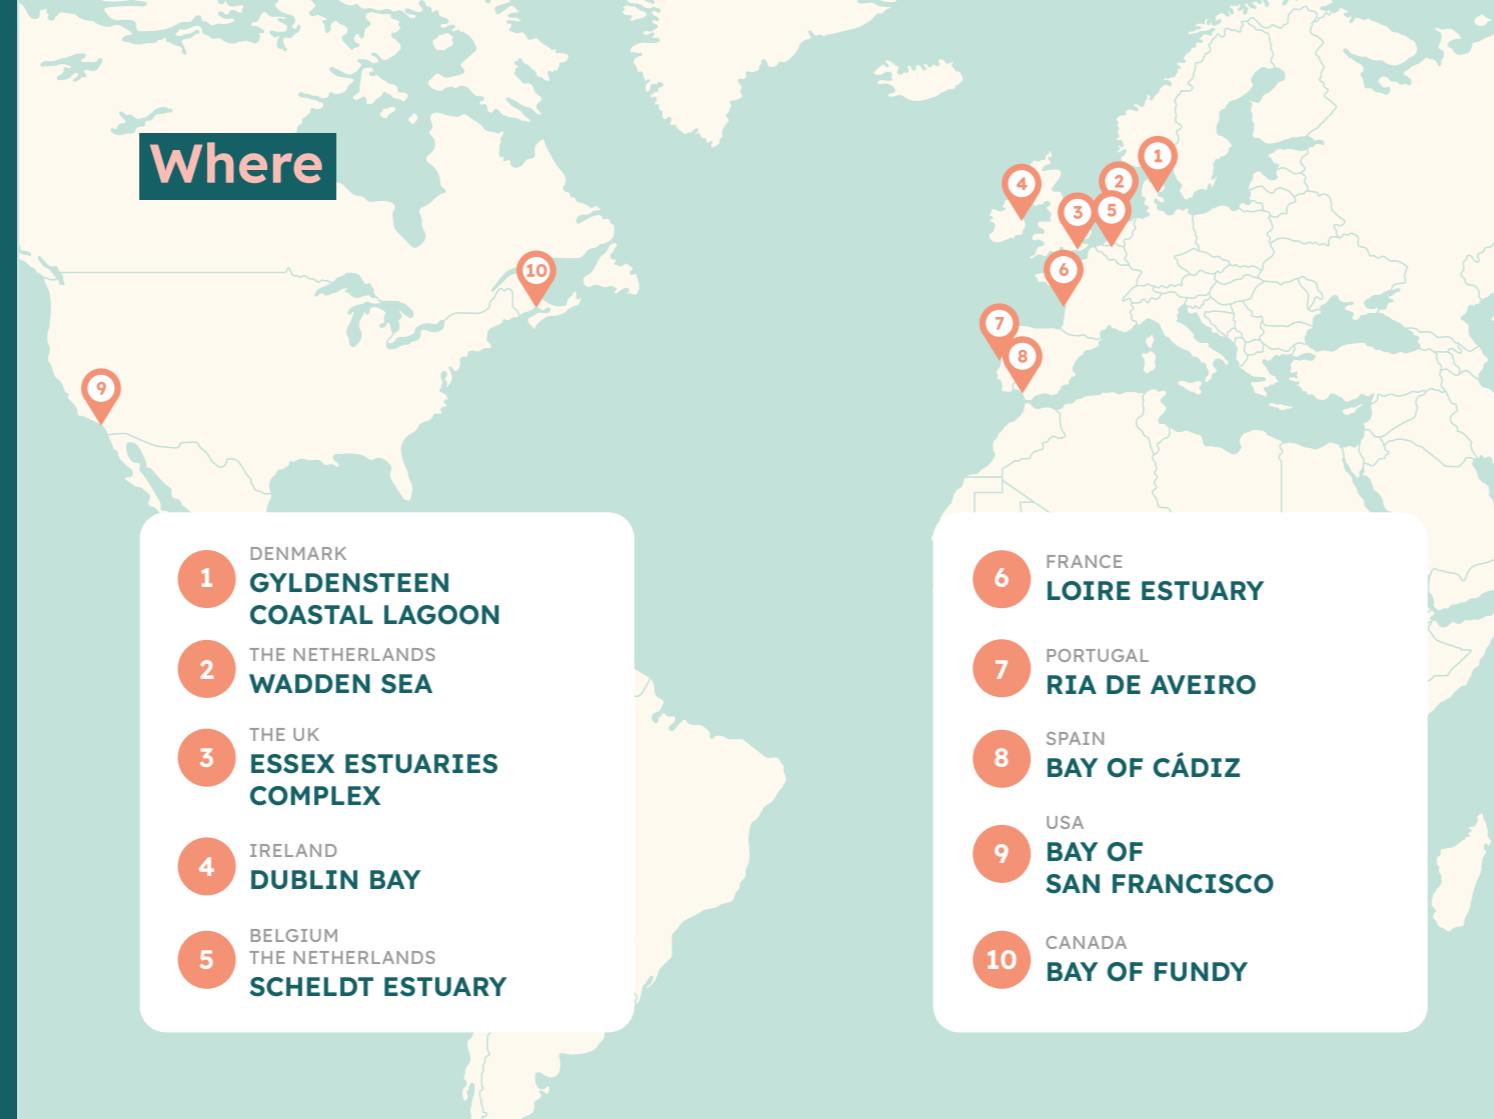 Where
1
2
3
4
5
6
7
8
9
10
1
DENMARK
GYLDENSTEEN
COASTAL LAGOON
2
THE NETHERLANDS
WADDEN SEA
3
THE UK
ESSEX ESTUARIES
COMPLEX
4
IRELAND
DUBLIN BAY
5
BELGIUM
THE NETHERLANDS
SCHELDT ESTUARY
6
FRANCE
LOIRE ESTUARY
7
PORTUGAL
RIA DE AVEIRO
8
SPAIN
BAY OF CÁDIZ
9
USA
BAY OF
SAN FRANCISCO
10
CANADA
BAY OF FUNDY